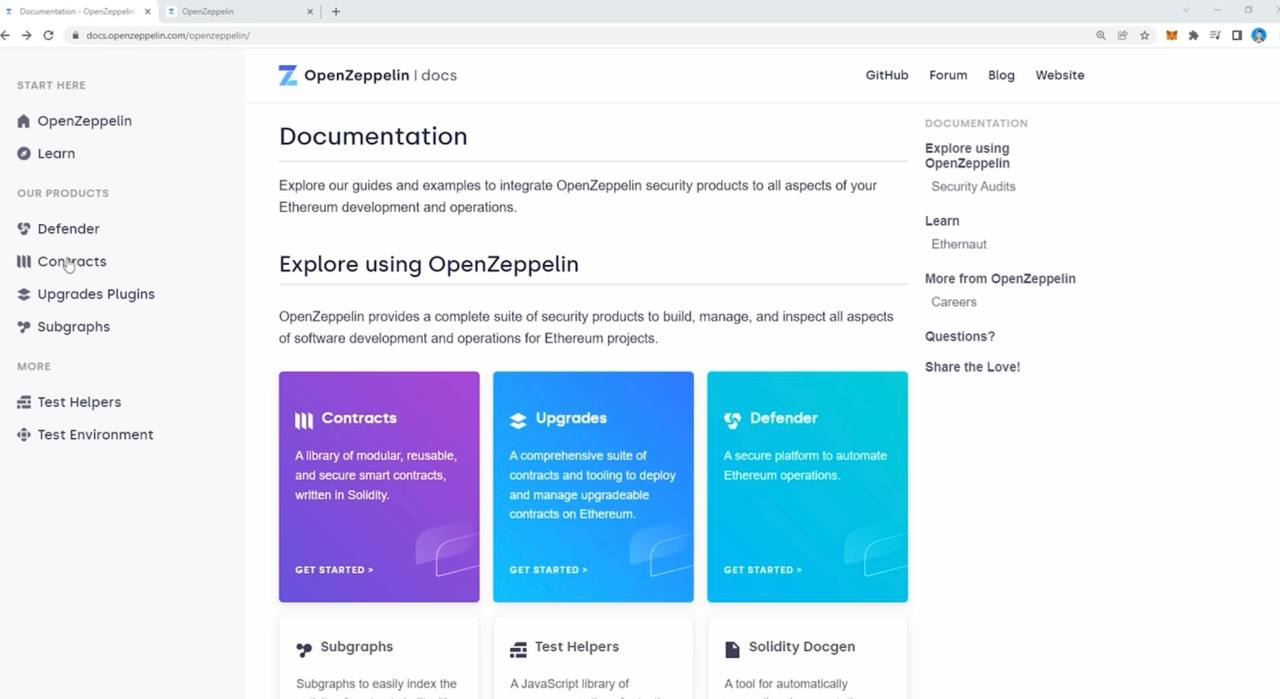 Documentation - OpenZeppelin
OpenZeppelin
docs.openzeppelin.com/openzeppelin/
START HERE
OpenZeppelin
Learn
OUR PRODUCTS
Defender
Contracts
Upgrades Plugins
Subgraphs
MORE
Test Helpers
Test Environment
OpenZeppelin | docs
GitHub Forum Blog Website
Documentation
Explore our guides and examples to integrate OpenZeppelin security products to all aspects of your
Ethereum development and operations.
Explore using OpenZeppelin
OpenZeppelin provides a complete suite of security products to build, manage, and inspect all aspects
of software development and operations for Ethereum projects.
Contracts
A library of modular, reusable,
and secure smart contracts,
written in Solidity.
GET STARTED >
Upgrades
A comprehensive suite of
contracts and tooling to deploy
and manage upgradeable
contracts on Ethereum.
GET STARTED >
Defender
A secure platform to automate
Ethereum operations.
GET STARTED >
Subgraphs
Subgraphs to easily index the
Test Helpers
A JavaScript library of
Solidity Docgen
A tool for automatically
DOCUMENTATION
Explore using
OpenZeppelin
Security Audits
Learn
Ethernaut
More from OpenZeppelin
Careers
Questions?
Share the Love!